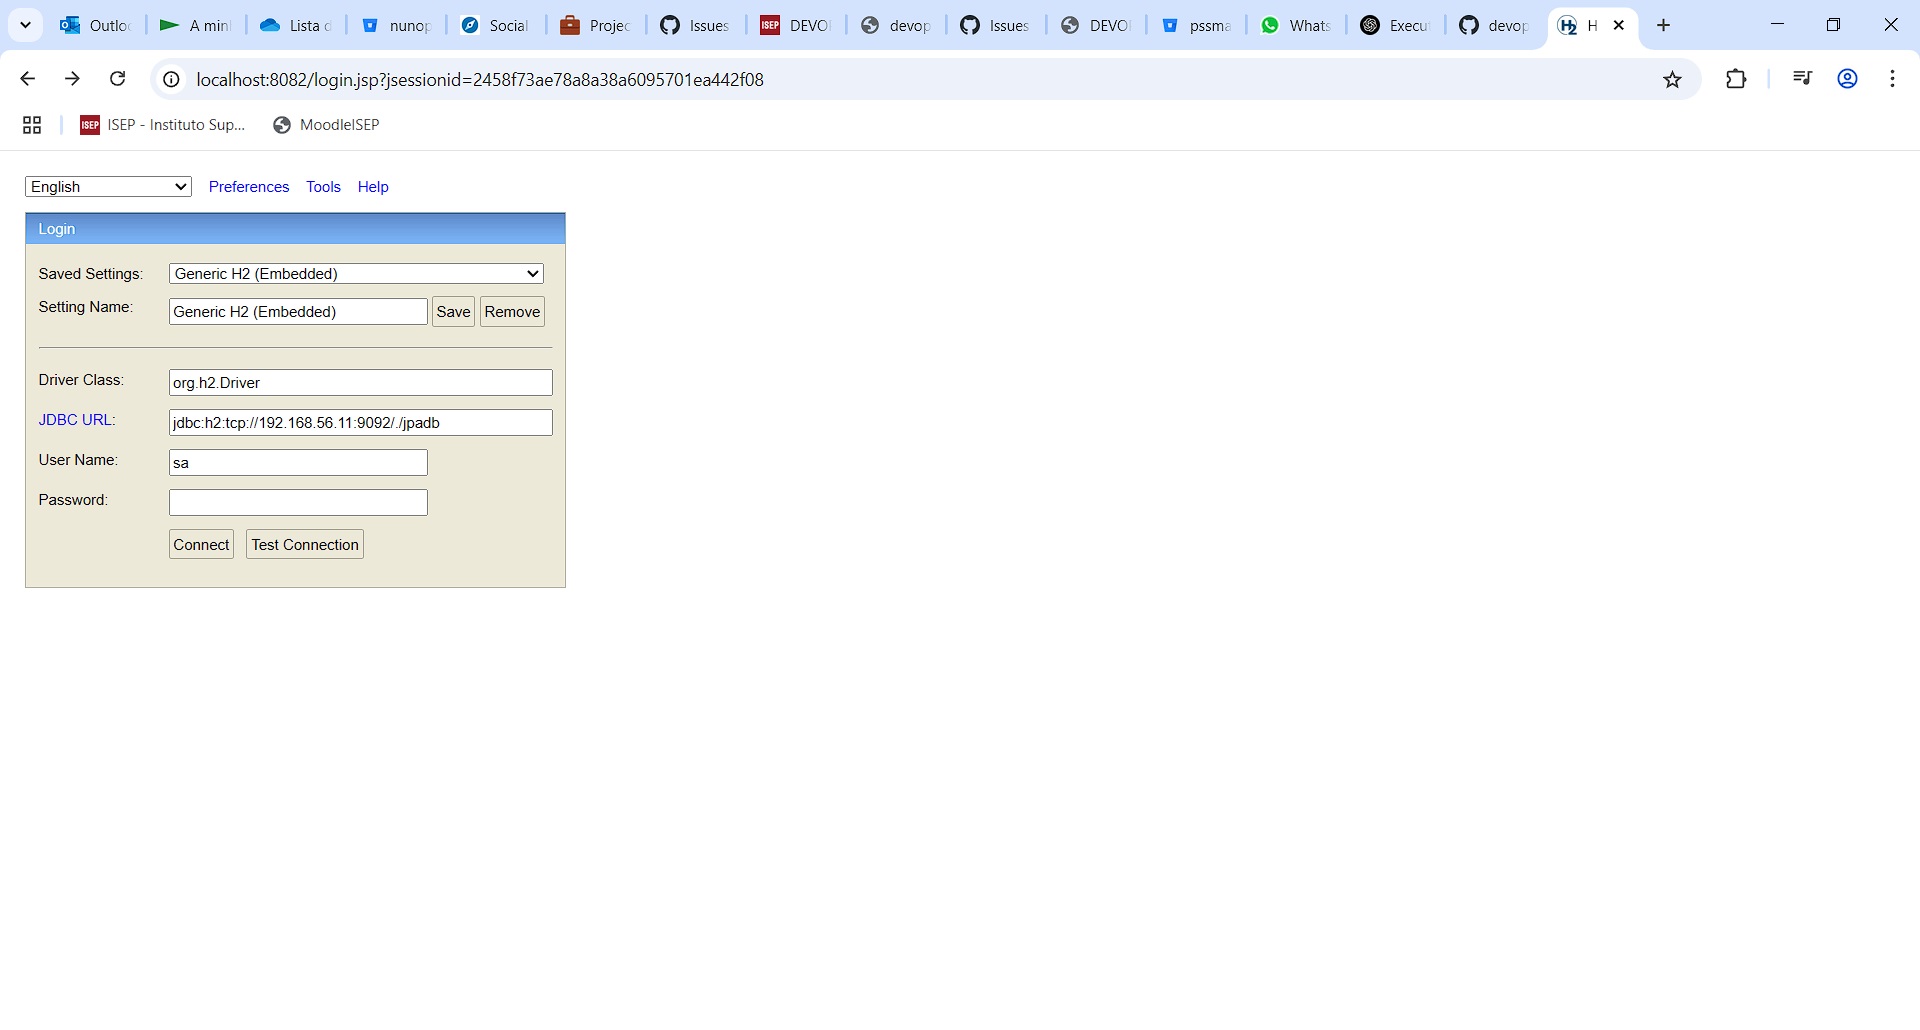 Outlo A min Lista d nunop Social Projec Issues DEVO devop Issues DEVO pssma Whats Execu devop H
localhost:8082/login.jsp?jsessionid=2458f73ae78a8a38a6095701ea442f08
ISEP ISEP - Instituto Sup... MoodleISEP
English Preferences Tools Help
Login
Saved Settings: Generic H2 (Embedded)
Setting Name: Generic H2 (Embedded) Save Remove
Driver Class: org.h2.Driver
JDBC URL: jdbc:h2:tcp://192.168.56.11:9092/./jpadb
User Name: sa
Password:
Connect Test Connection